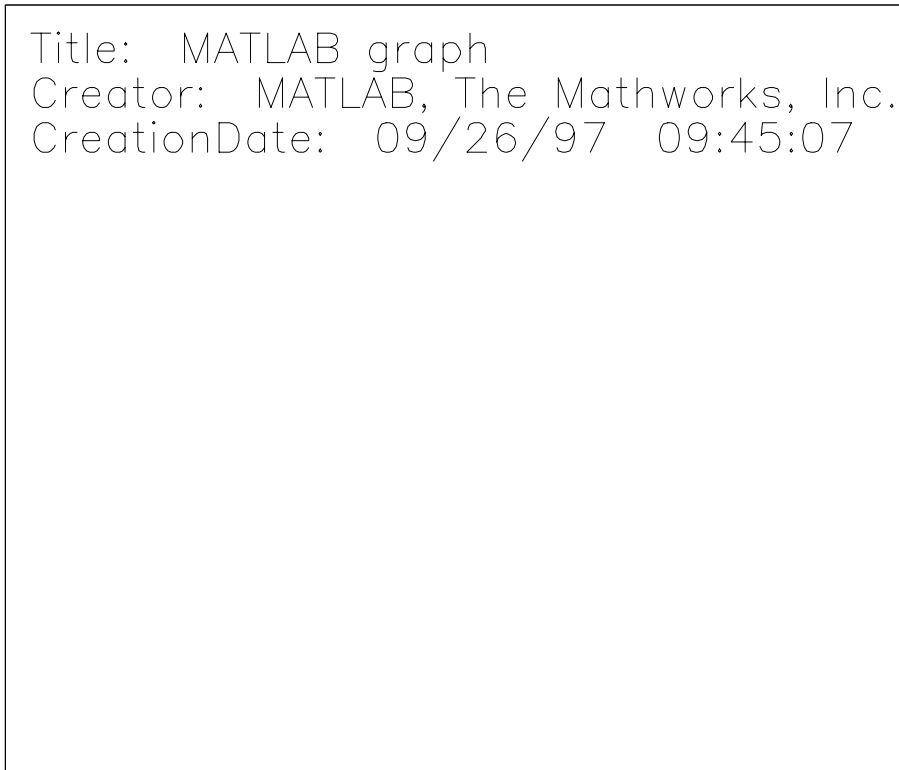 Title: MATLAB graph
Creator: MATLAB, The Mathworks, Inc.
CreationDate: 09/26/97 09:45:07